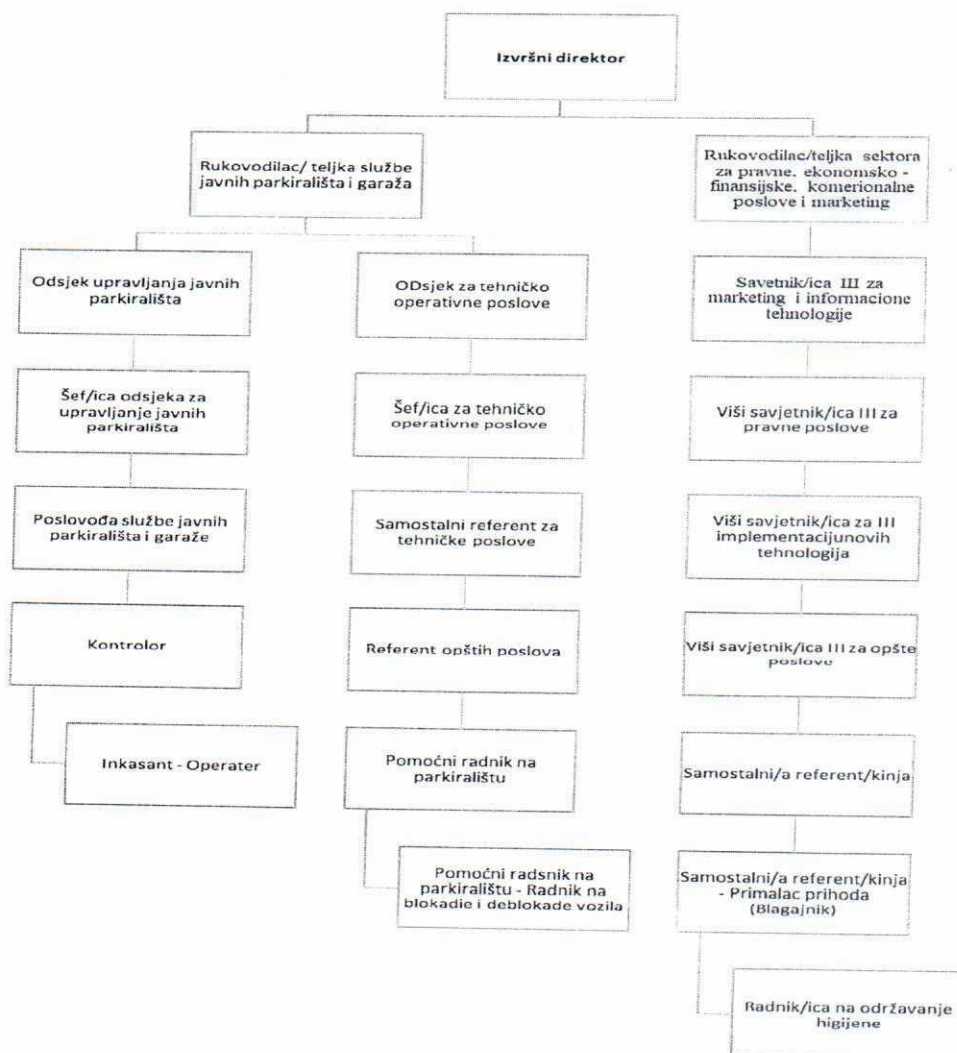 Izvršni direktor
Rukovodilac/ teljka službe
javnih parkirališta i garaža
Rukovodilac/teljka sektora
za pravne, ekonomsko -
finansijske, komerionalne
poslove i marketing
Odsjek upravljanja javnih
parkirališta
ODsjek za tehničko
operativne poslove
Savetnik/ica III za
marketing i informacione
tehnologije
Šef/ica odsjeka za
upravljanje javnih
parkirališta
Šef/ica za tehničko
operativne poslove
Viši savjetnik/ica III za
pravne poslove
Poslovođa službe javnih
parkirališta i garaže
Samostalni referent za
tehničke poslove
Viši savjetnik/ica za III
implementacijunovih
tehnologija
Kontrolor
Referent opštih poslova
Viši savjetnik/ica III za opšte
poslove
Inkasant - Operater
Pomoćni radnik na
parkiralištu
Samostalni/a referent/kinja
Pomoćni radsnik na
parkiralištu - Radnik na
blokadie i deblokade vozila
Samostalni/a referent/kinja
- Primalac prihoda
(Blagajnik)
Radnik/ica na održavanje
higijene